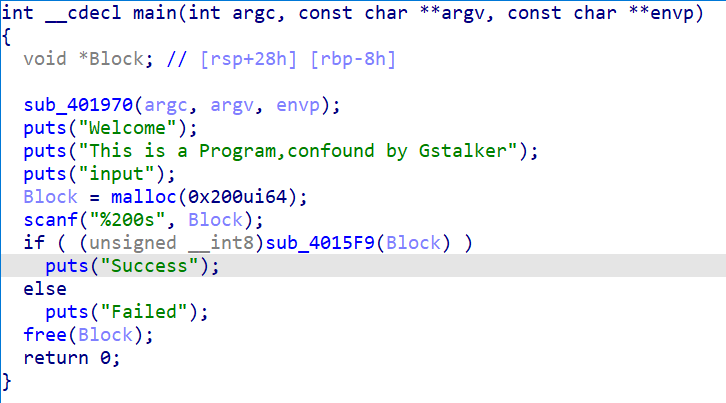 int __cdecl main(int argc, const char **argv, const char **envp)
{
  void *Block; // [rsp+28h] [rbp-8h]

  sub_401970(argc, argv, envp);
  puts("Welcome");
  puts("This is a Program,confound by Gstalker");
  puts("input");
  Block = malloc(0x200ui64);
  scanf("%200s", Block);
  if ( (unsigned __int8)sub_4015F9(Block) )
    puts("Success");
  else
    puts("Failed");
  free(Block);
  return 0;
}